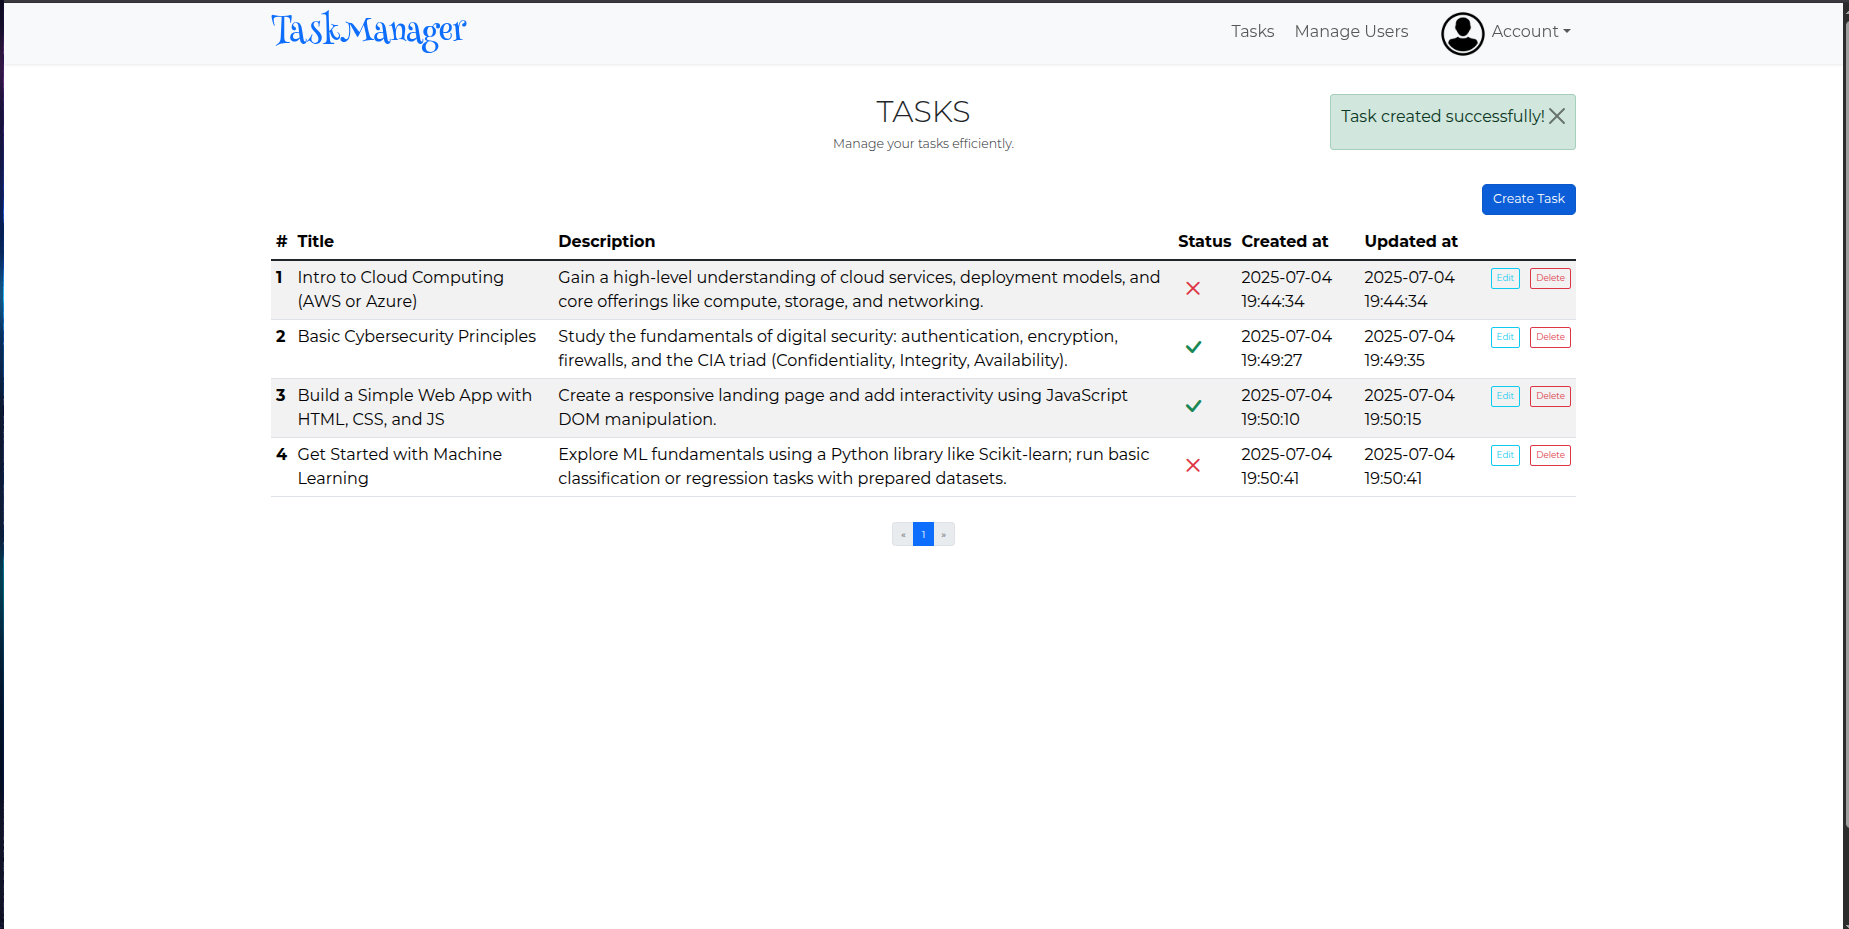 TaskManager
Tasks Manage Users Account
TASKS
Manage your tasks efficiently.
Task created successfully!
Create Task
# Title Description Status Created at Updated at
1 Intro to Cloud Computing Gain a high-level understanding of cloud services, deployment models, and 2025-07-04 2025-07-04 Edit Delete
(AWS or Azure) core offerings like compute, storage, and networking. 19:44:34 19:44:34
2 Basic Cybersecurity Principles Study the fundamentals of digital security: authentication, encryption, 2025-07-04 2025-07-04 Edit Delete
firewalls, and the CIA triad (Confidentiality, Integrity, Availability). 19:49:27 19:49:35
3 Build a Simple Web App with Create a responsive landing page and add interactivity using JavaScript 2025-07-04 2025-07-04 Edit Delete
HTML, CSS, and JS DOM manipulation. 19:50:10 19:50:15
4 Get Started with Machine Explore ML fundamentals using a Python library like Scikit-learn; run basic 2025-07-04 2025-07-04 Edit Delete
Learning classification or regression tasks with prepared datasets. 19:50:41 19:50:41
« 1 »